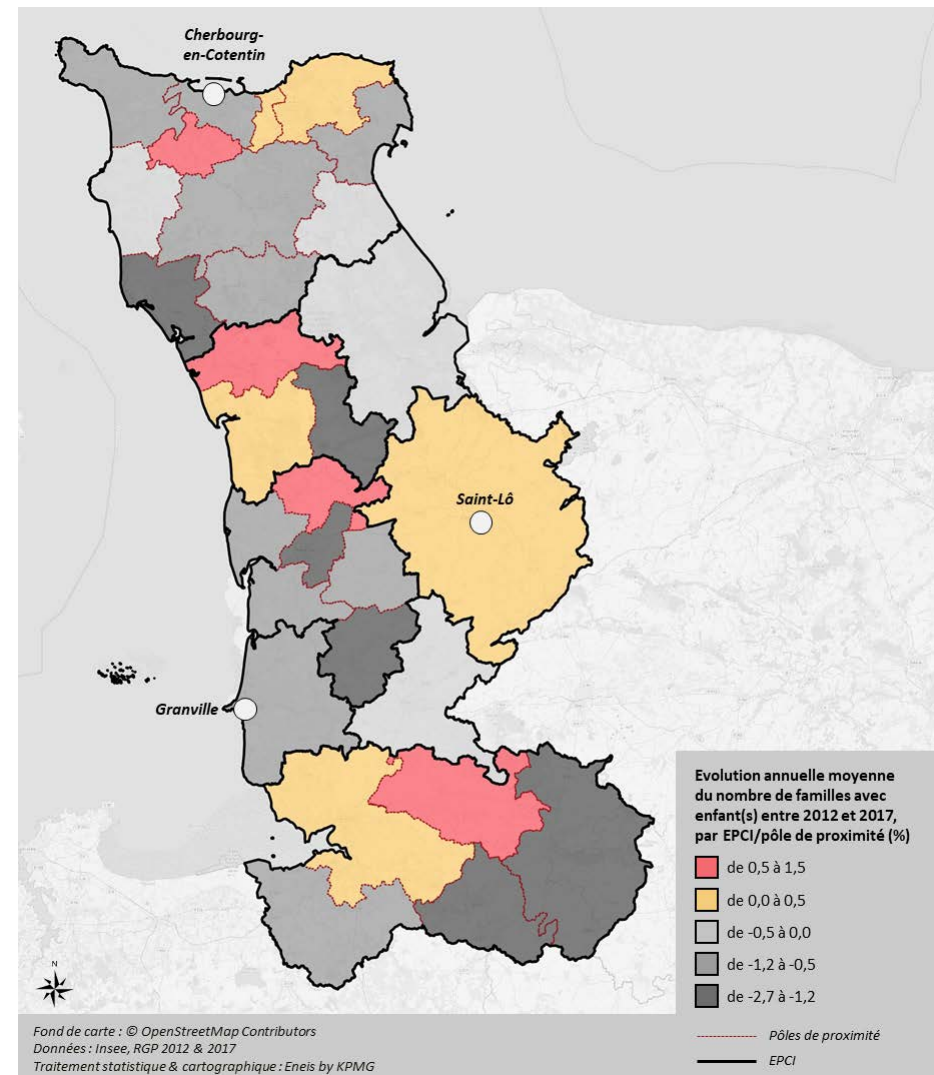 Cherbourg-
en-Cotentin
Saint-Lô
Granville
Evolution annuelle moyenne
du nombre de familles avec
enfant(s) entre 2012 et 2017,
par EPCI/pôle de proximité (%)
de 0,5 à 1,5
de 0,0 à 0,5
de -0,5 à 0,0
de -1,2 à -0,5
de -2,7 à -1,2
Pôles de proximité
EPCI
N
Fond de carte : © OpenStreetMap Contributors
Données : Insee, RGP 2012 & 2017
Traitement statistique & cartographique : Eneis by KPMG